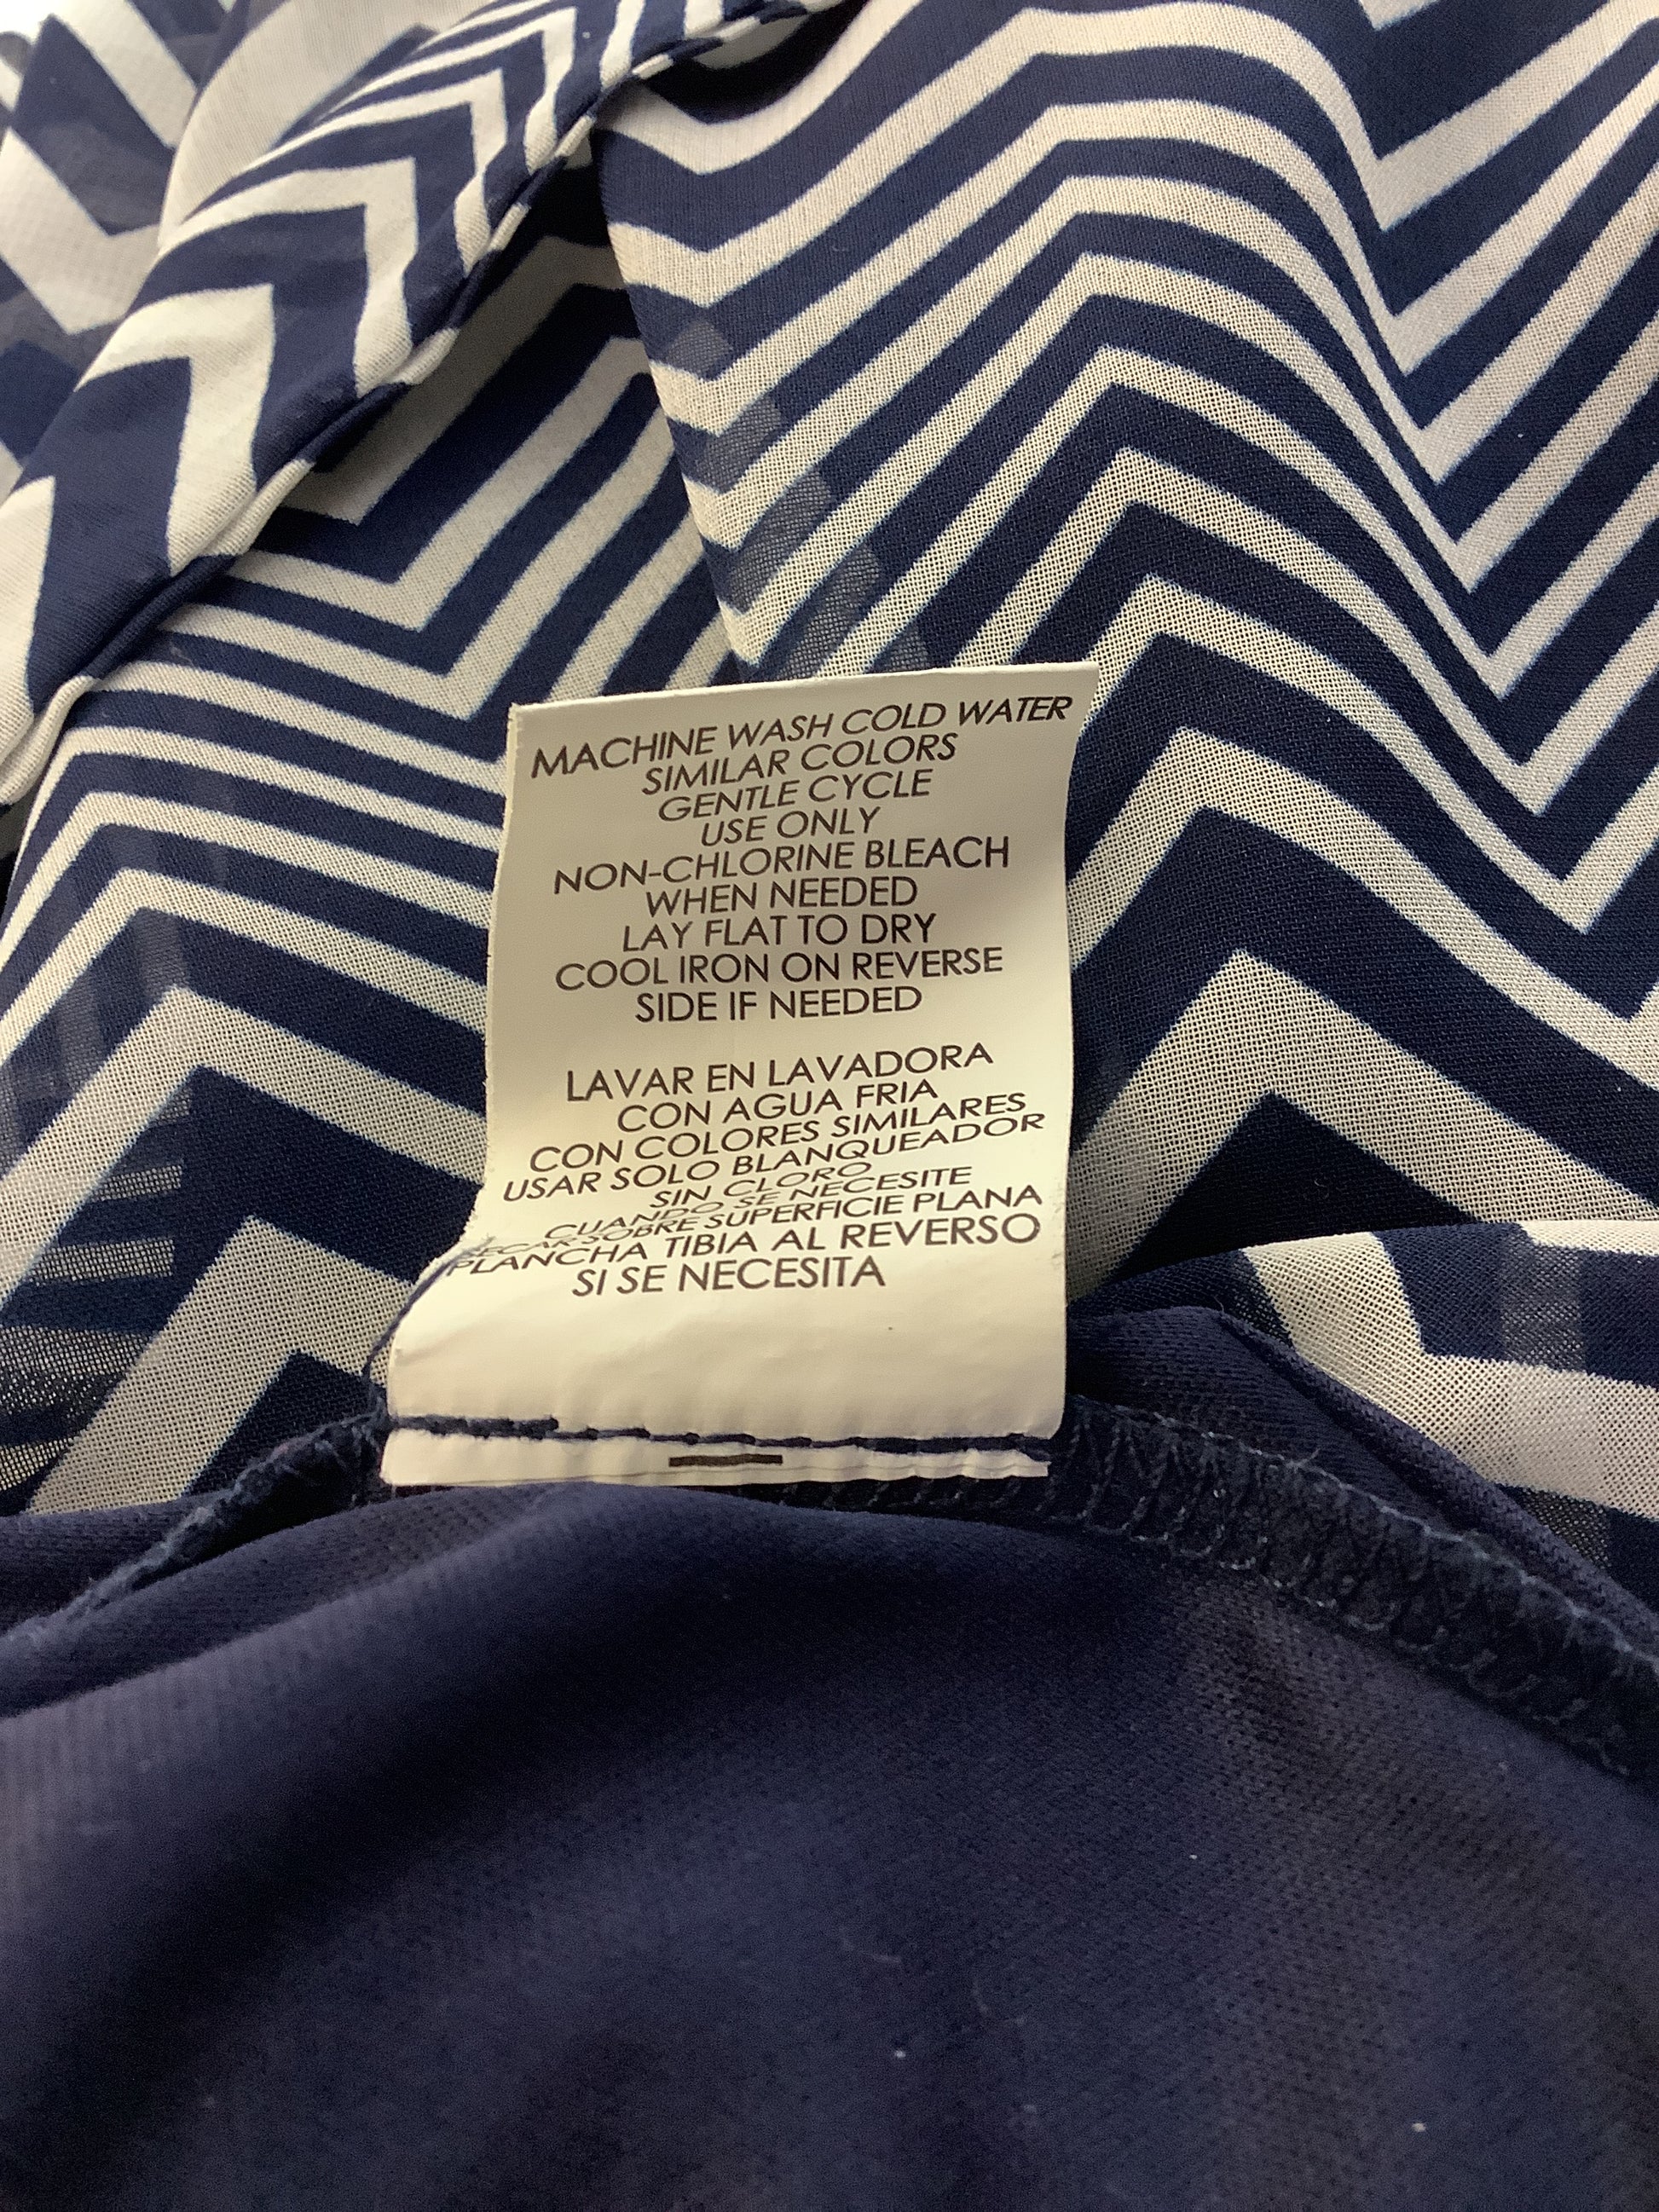 MACHINE WASH COLD WATER
SIMILAR COLORS
GENTLE CYCLE
USE ONLY
NON-CHLORINE BLEACH
WHEN NEEDED
LAY FLAT TO DRY
COOL IRON ON REVERSE
SIDE IF NEEDED
LAVAR EN LAVADORA
CON AGUA FRIA
CON COLORES SIMILARES
USAR SOLO BLANQUEADOR
SIN CLORO
CUANDO SE NECESITE
SECAR SOBRE SUPERFICIE PLANA
PLANCHA TIBIA AL REVERSO
SI SE NECESITA